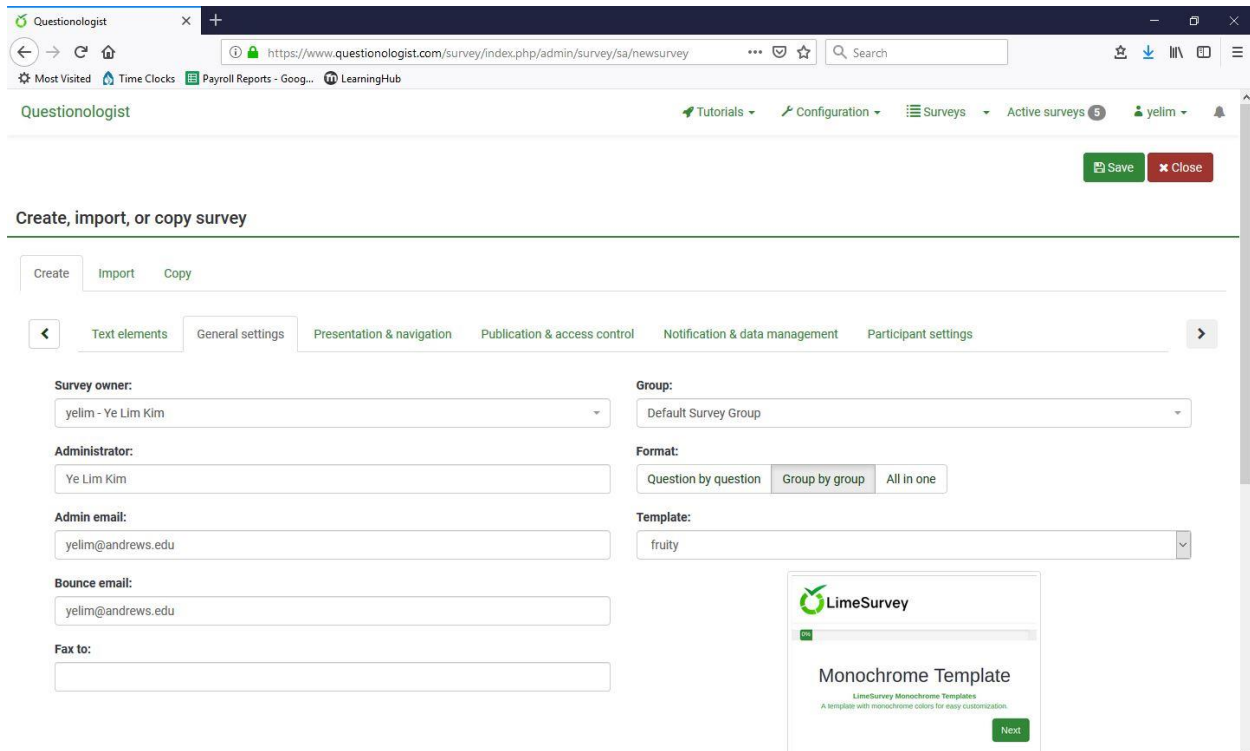 Questionologist
https://www.questionologist.com/survey/index.php/admin/survey/sa/newsurvey
Search
Most Visited Time Clocks Payroll Reports - Goog... LearningHub
Questionologist Tutorials Configuration Surveys Active surveys 5 yelim
Save Close
Create, import, or copy survey
Create Import Copy
Text elements General settings Presentation & navigation Publication & access control Notification & data management Participant settings
Survey owner:
yelim - Ye Lim Kim
Administrator:
Ye Lim Kim
Admin email:
yelim@andrews.edu
Bounce email:
yelim@andrews.edu
Fax to:
Group:
Default Survey Group
Format:
Question by question Group by group All in one
Template:
fruity
LimeSurvey
0%
Monochrome Template
LimeSurvey Monochrome Templates
A template with monochrome colors for easy customization.
Next